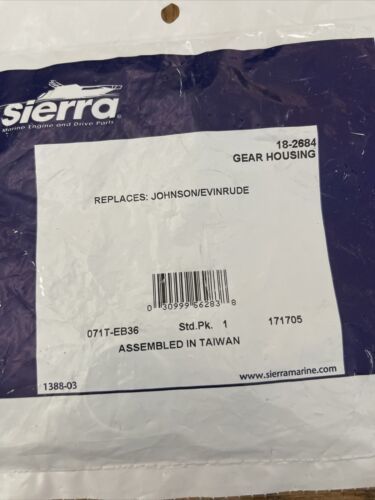 sierra®
Marine Engine and Drive Parts
18-2684
GEAR HOUSING
REPLACES: JOHNSON/EVINRUDE
0 30999 56283 8
071T-EB36 Std.Pk. 1 171705
ASSEMBLED IN TAIWAN
1388-03
www.sierramarine.com